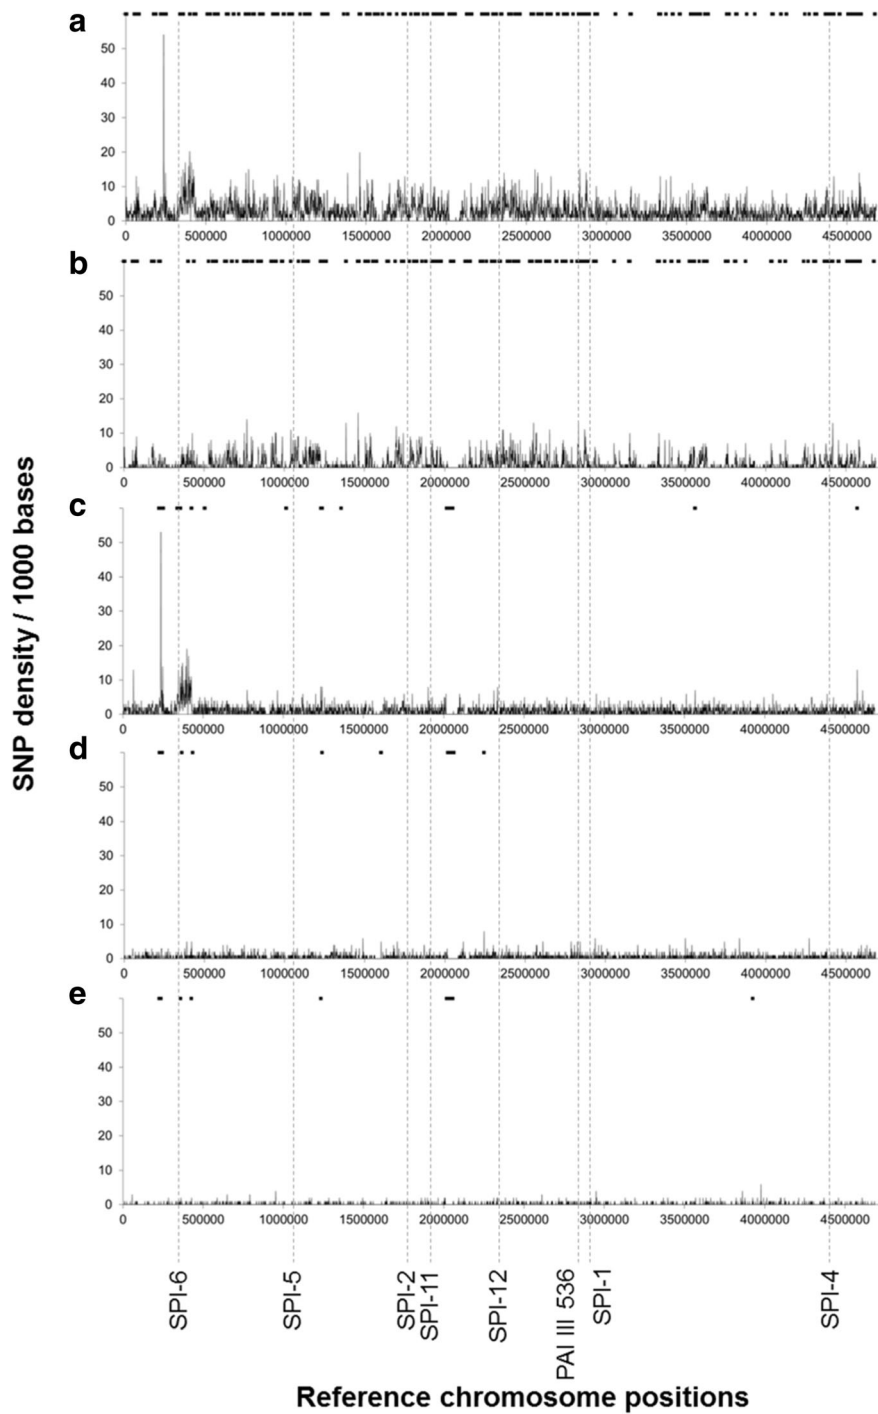 a
50
40
30
20
10
0
0 500000 1000000 1500000 2000000 2500000 3000000 3500000 4000000 4500000
b
50
40
30
20
10
0
0 500000 1000000 1500000 2000000 2500000 3000000 3500000 4000000 4500000
c
50
40
30
20
10
0
0 500000 1000000 1500000 2000000 2500000 3000000 3500000 4000000 4500000
d
50
40
30
20
10
0
0 500000 1000000 1500000 2000000 2500000 3000000 3500000 4000000 4500000
e
50
40
30
20
10
0
0 500000 1000000 1500000 2000000 2500000 3000000 3500000 4000000 4500000
SNP density / 1000 bases
SPI-6
SPI-5
SPI-2
SPI-11
SPI-12
PAI III 536
SPI-1
SPI-4
Reference chromosome positions